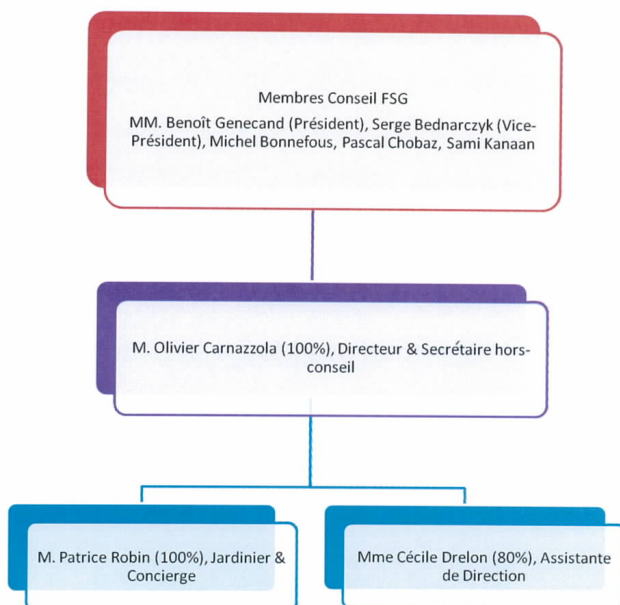 Membres Conseil FSG
MM. Benoît Genecand (Président), Serge Bednarczyk (Vice-
Président), Michel Bonnefous, Pascal Chobaz, Sami Kanaan
M. Olivier Carnazzola (100%), Directeur & Secrétaire hors-
conseil
M. Patrice Robin (100%), Jardinier &
Concierge
Mme Cécile Drelon (80%), Assistante
de Direction